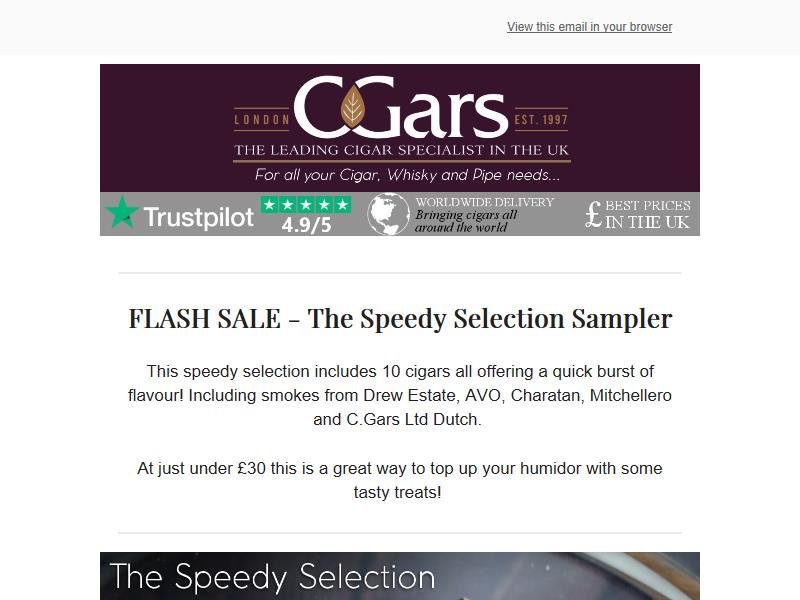 View this email in your browser
CGars
LONDON
EST. 1997
THE LEADING CIGAR SPECIALIST IN THE UK
For all your Cigar, Whisky and Pipe needs...
Trustpilot
4.9/5
WORLDWIDE DELIVERY
Bringing cigars all
around the world
£ BEST PRICES
IN THE UK
FLASH SALE – The Speedy Selection Sampler
This speedy selection includes 10 cigars all offering a quick burst of
flavour! Including smokes from Drew Estate, AVO, Charatan, Mitchellero
and C.Gars Ltd Dutch.
At just under £30 this is a great way to top up your humidor with some
tasty treats!
The Speedy Selection